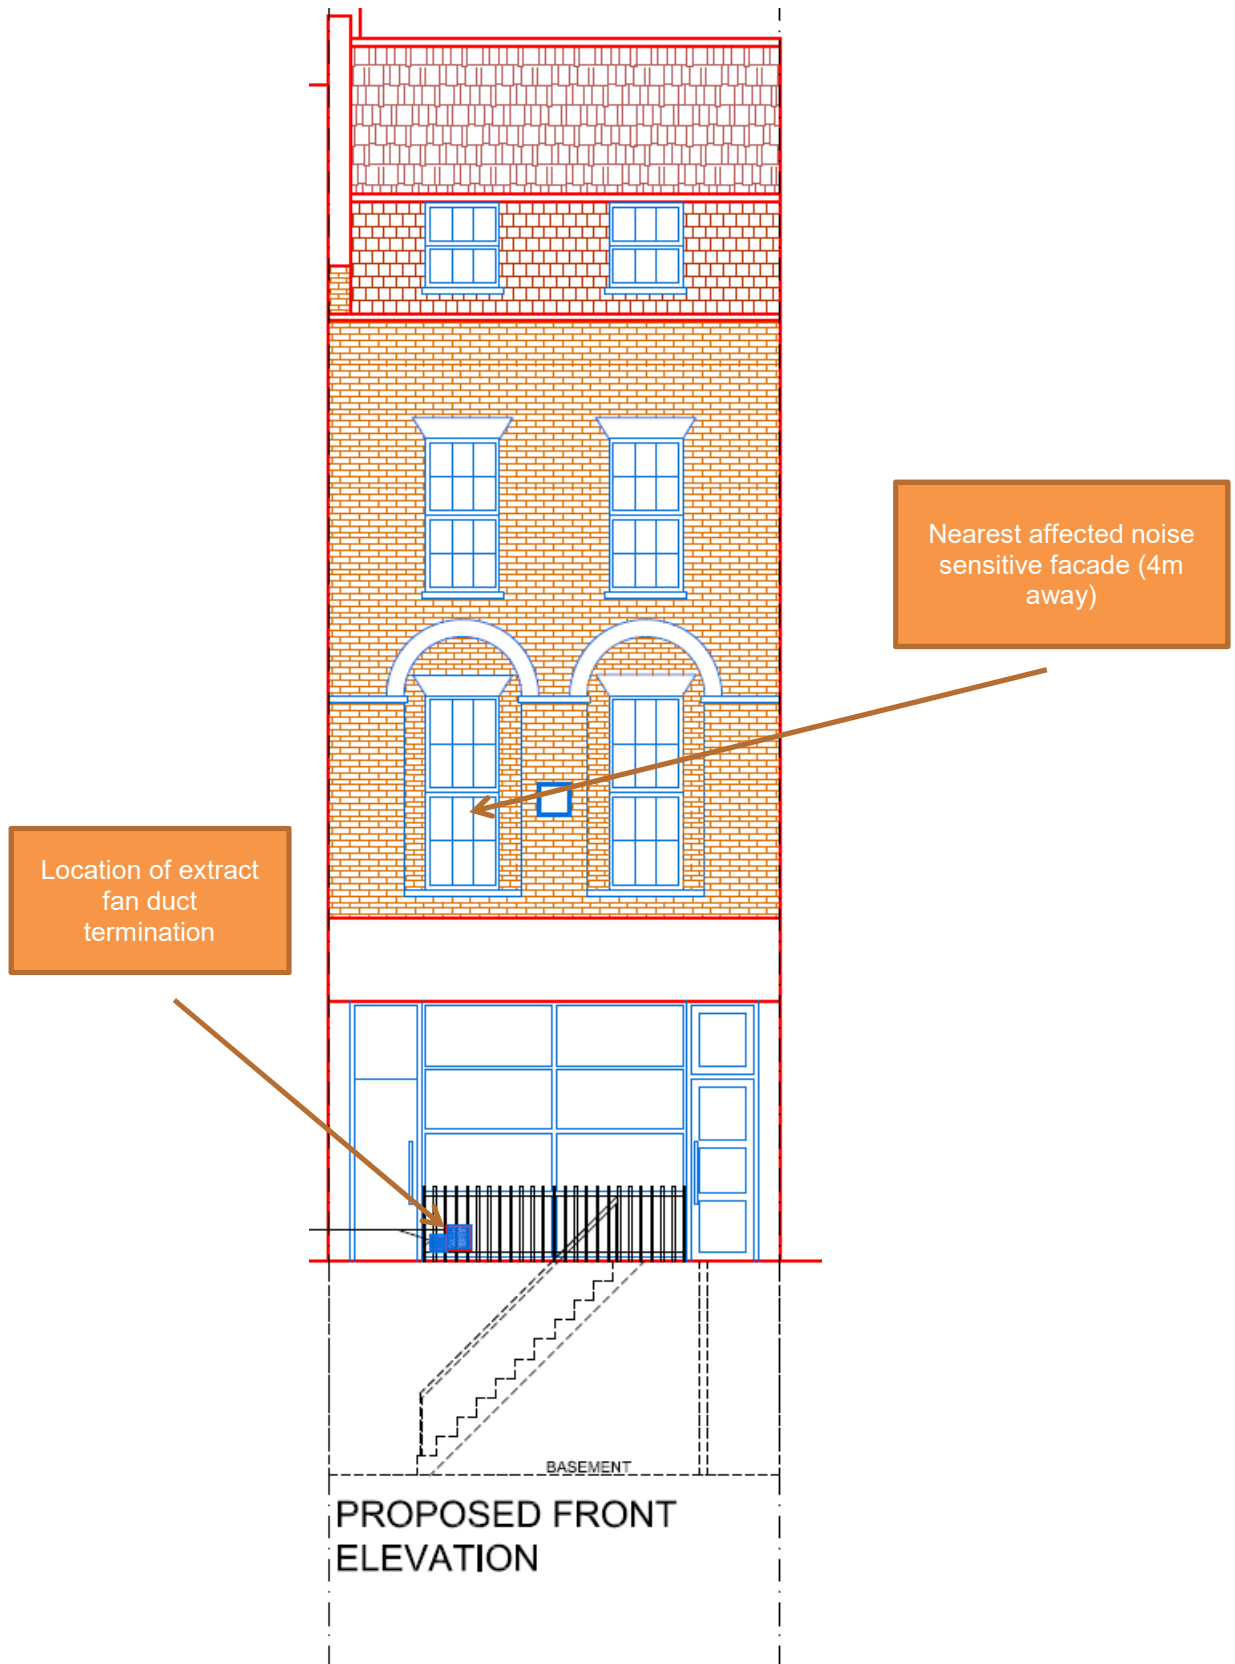 Nearest affected noise
sensitive facade (4m
away)
Location of extract
fan duct
termination
BASEMENT
PROPOSED FRONT
ELEVATION